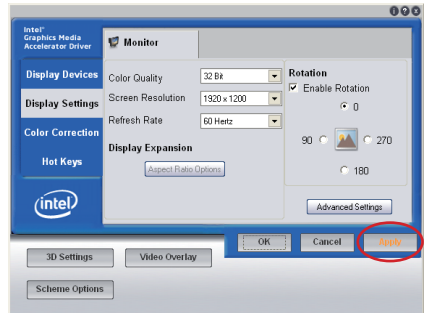 Intel®
Graphics Media
Accelerator Driver
Monitor
Display Devices
Display Settings
Color Correction
Hot Keys
intel
Color Quality
32 Bit
Screen Resolution
1920 x 1200
Refresh Rate
60 Hertz
Display Expansion
Aspect Ratio Options
Rotation
Enable Rotation
0
90
270
180
Advanced Settings
OK
Cancel
Apply
3D Settings
Video Overlay
Scheme Options